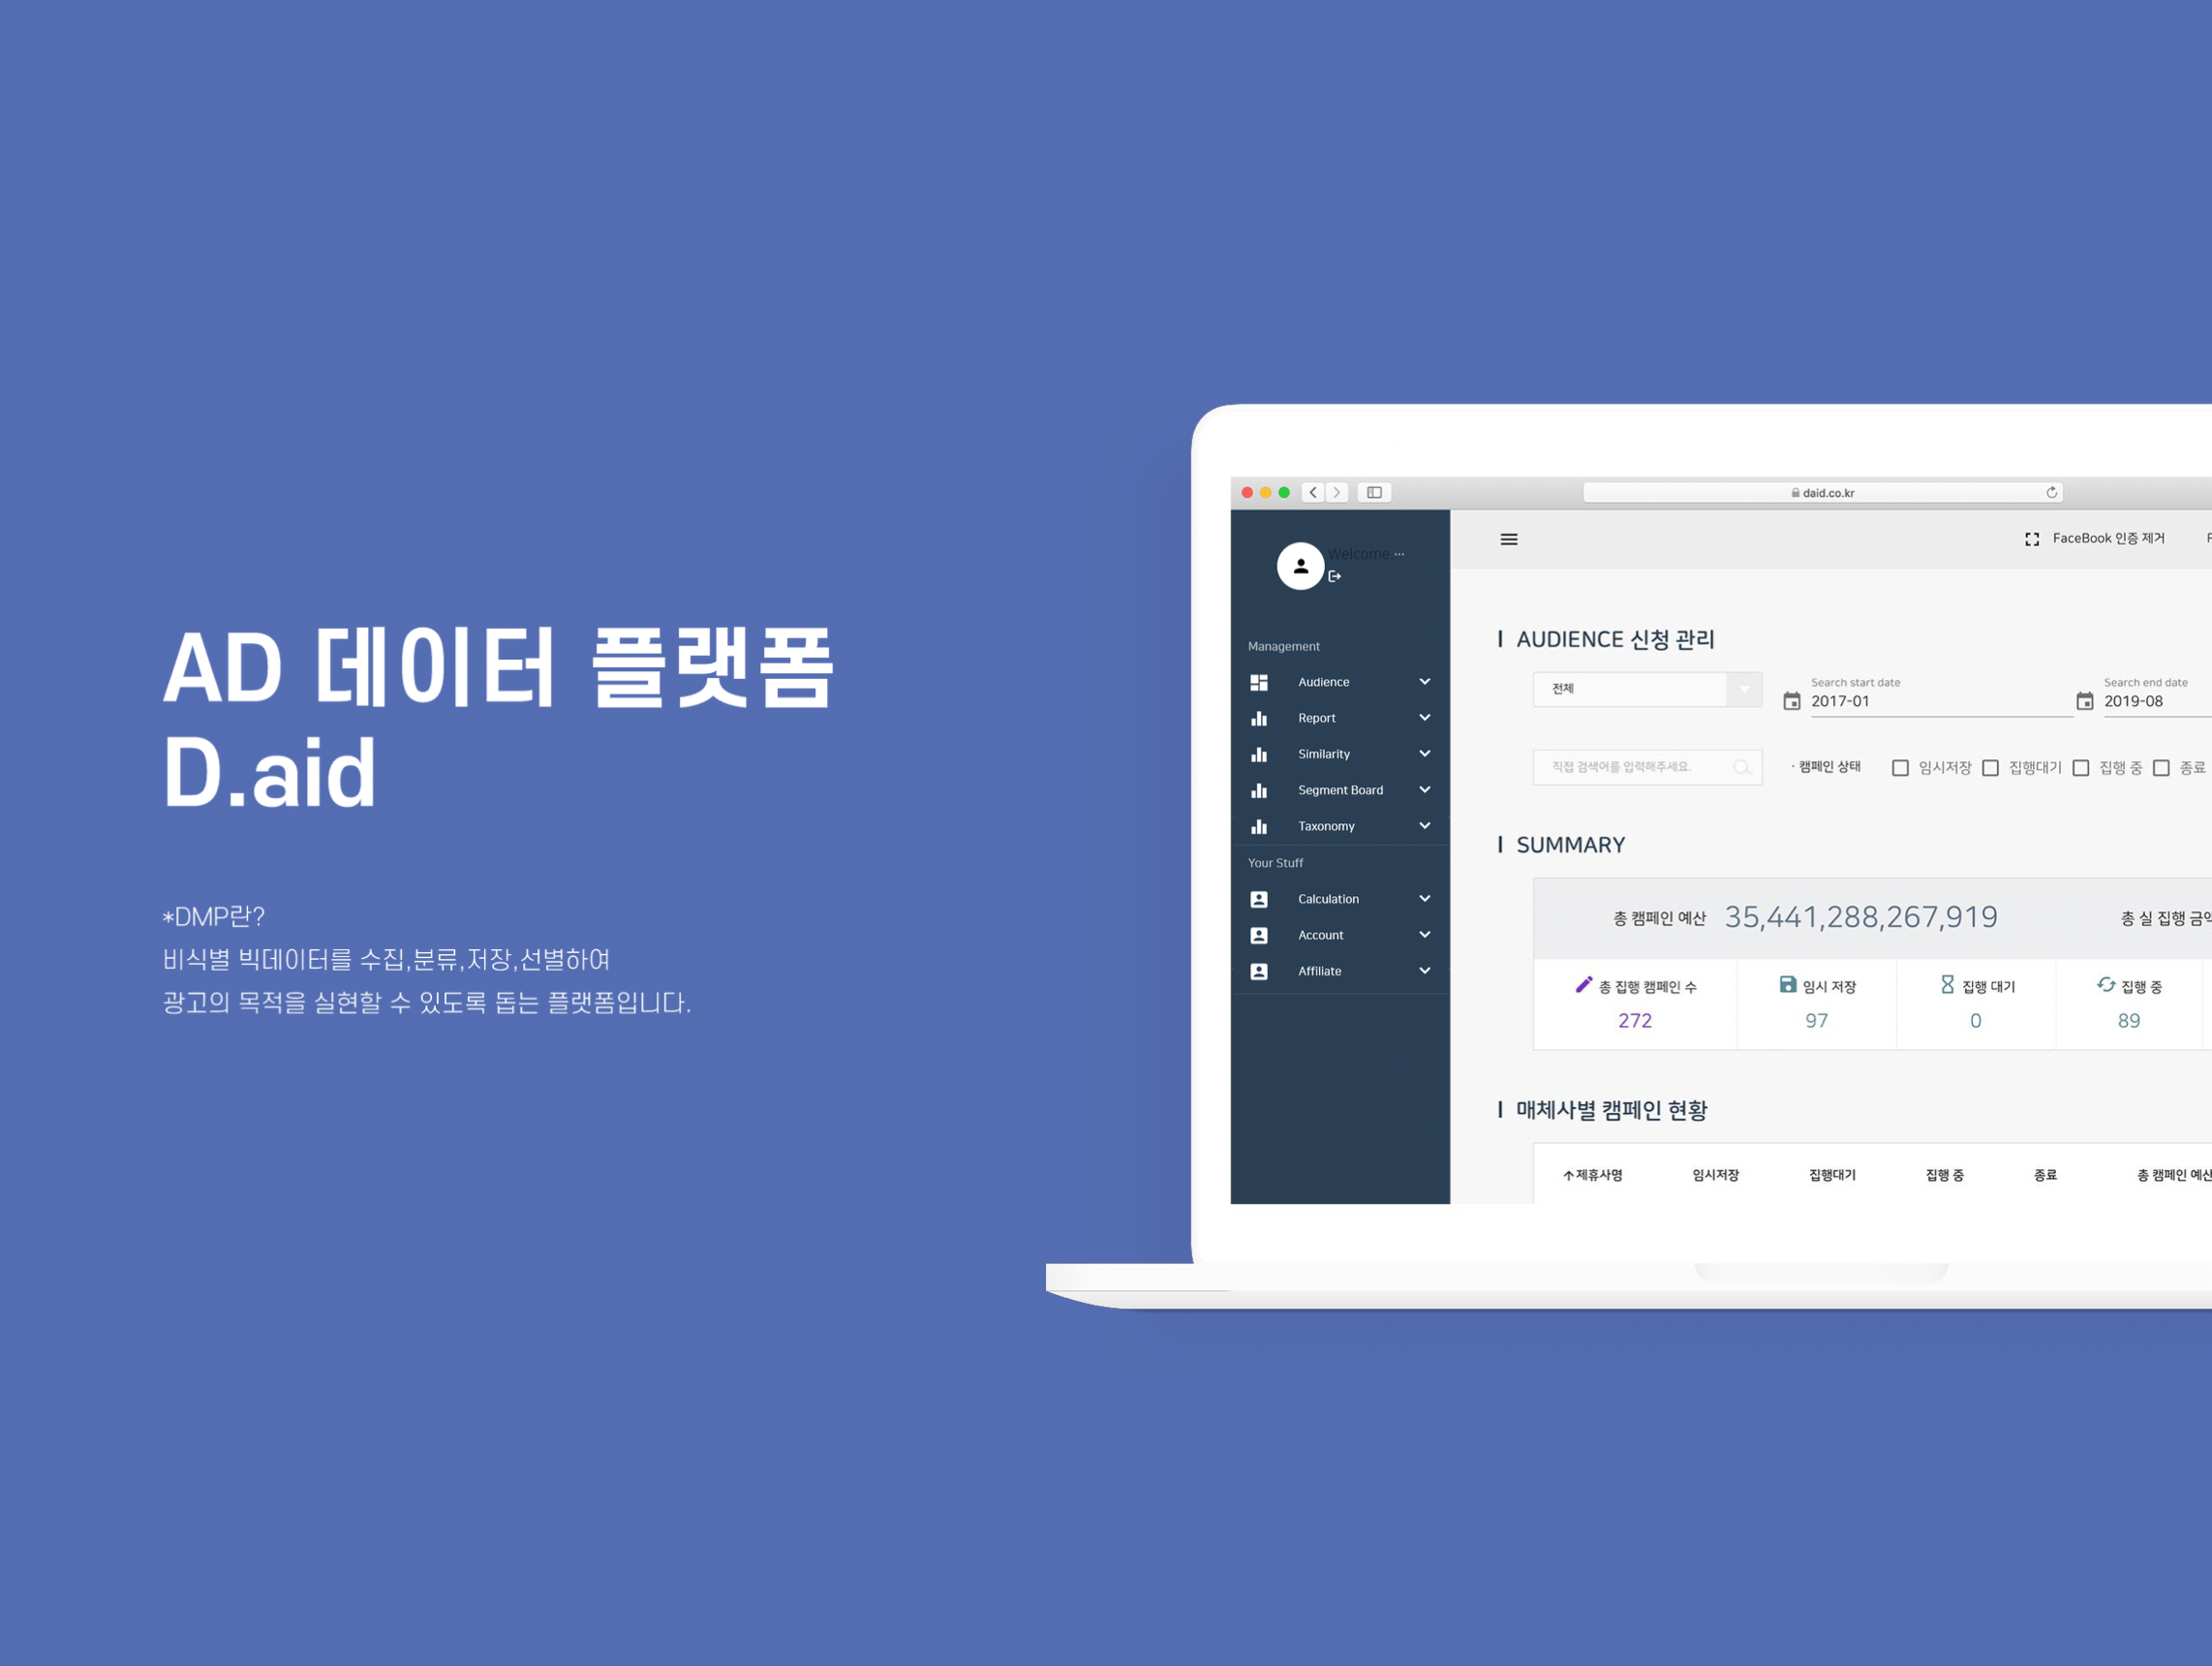 AD 데이터 플랫폼
D.aid
*DMP란?
비식별 빅데이터를 수집,분류,저장,선별하여
광고의 목적을 실현할 수 있도록 돕는 플랫폼입니다.
daid.co.kr
Welcome ...
FaceBook 인증 제거
Management
Audience
Report
Similarity
Segment Board
Taxonomy
Your Stuff
Calculation
Account
Affiliate
AUDIENCE 신청 관리
전체
Search start date
2017-01
Search end date
2019-08
직접 검색어를 입력해주세요.
· 캠페인 상태 임시저장 집행대기 집행 중 종료
SUMMARY
총 캠페인 예산 35,441,288,267,919 총 실 집행 금액
총 집행 캠페인 수 임시 저장 집행 대기 집행 중
272 97 0 89
매체사별 캠페인 현황
↑제휴사명 임시저장 집행대기 집행 중 종료 총 캠페인 예산